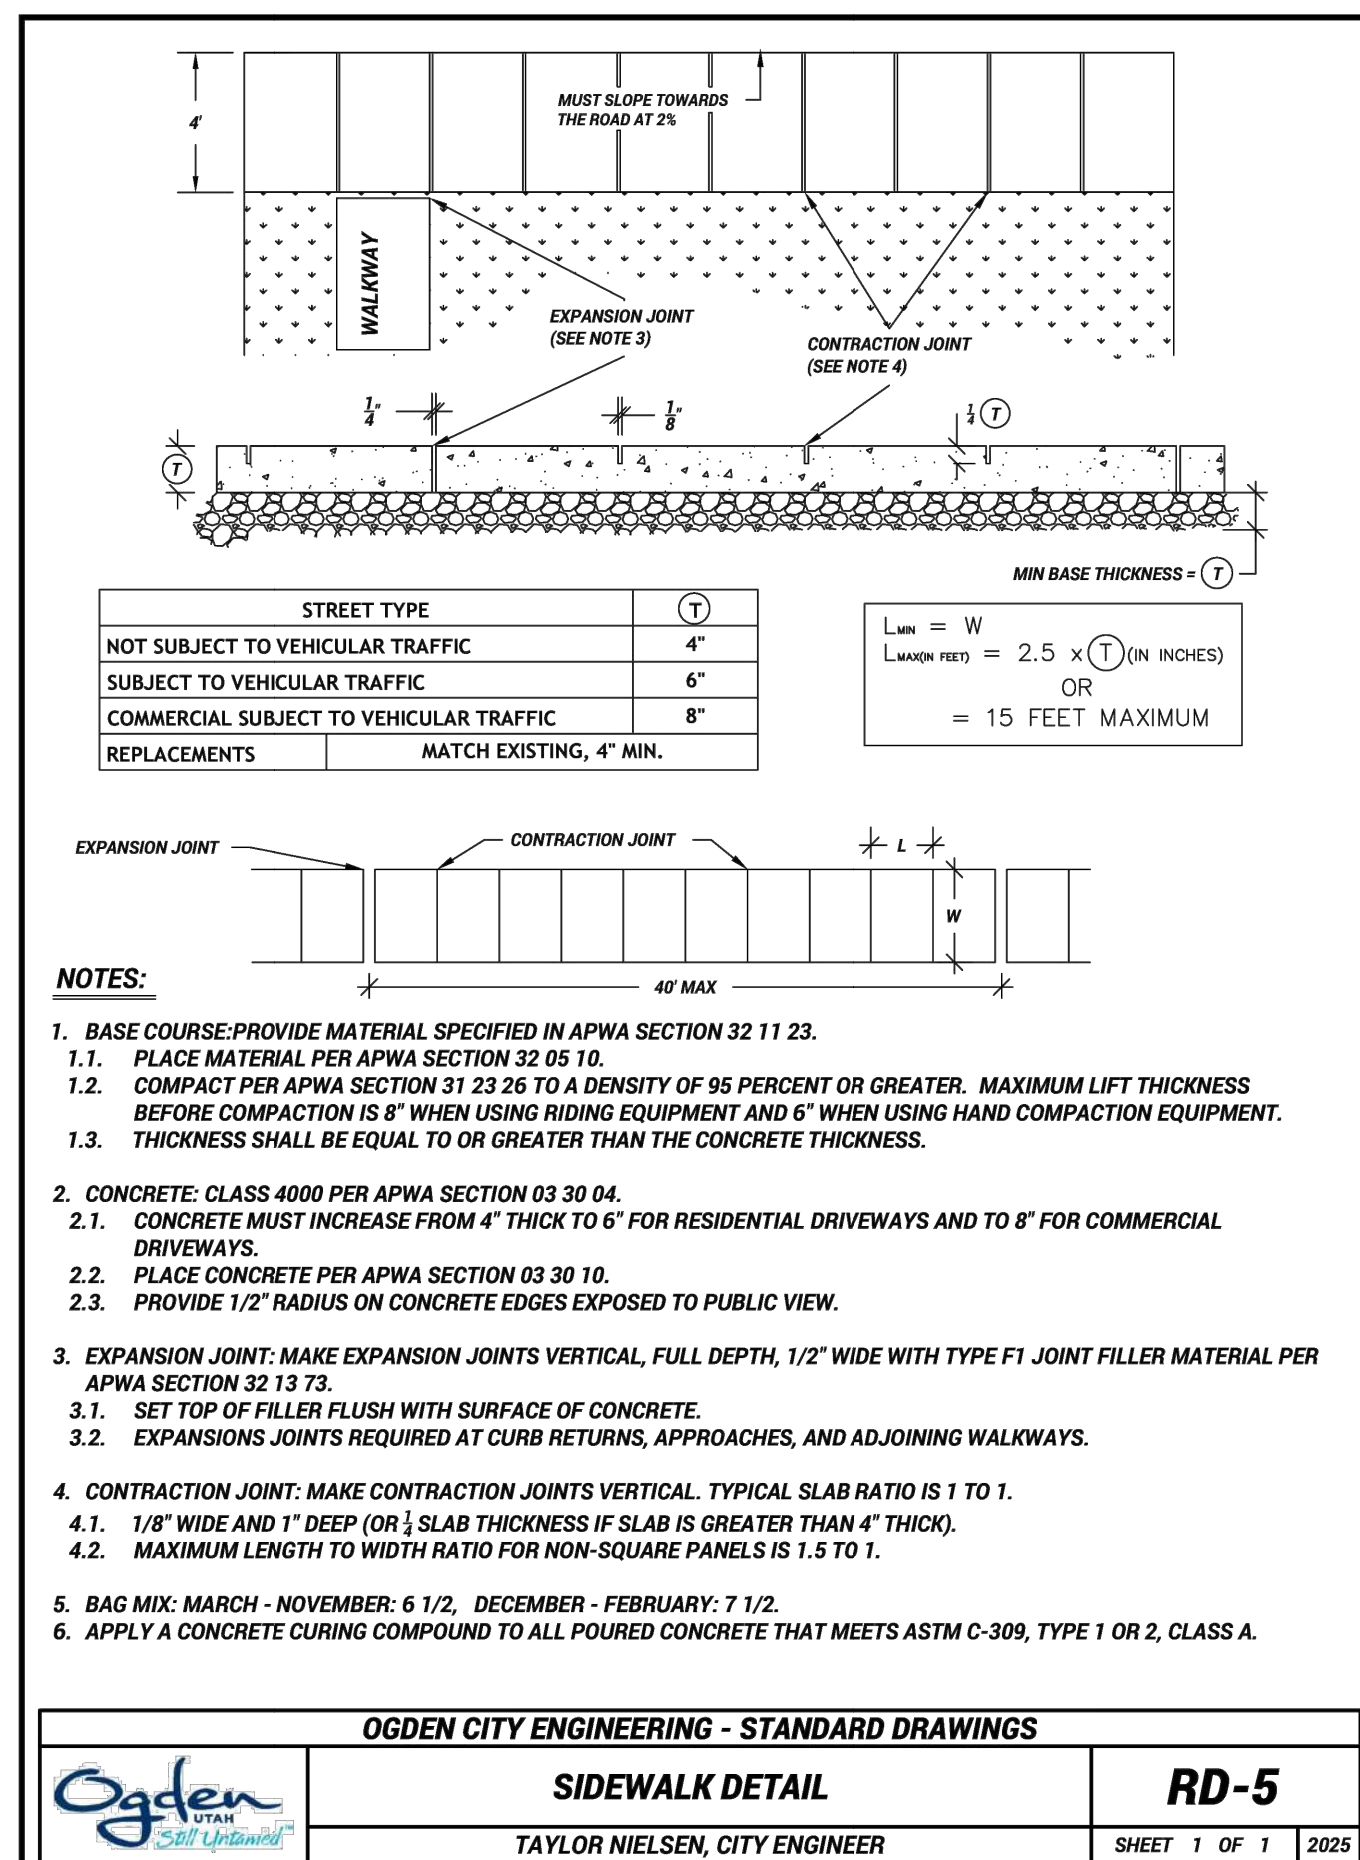 MUST SLOPE TOWARDS
THE ROAD AT 2%
4'
WALKWAY
EXPANSION JOINT
(SEE NOTE 3)
CONTRACTION JOINT
(SEE NOTE 4)
1/4"
1/8"
1/4 T
T
MIN BASE THICKNESS = T
STREET TYPE T
NOT SUBJECT TO VEHICULAR TRAFFIC 4"
SUBJECT TO VEHICULAR TRAFFIC 6"
COMMERCIAL SUBJECT TO VEHICULAR TRAFFIC 8"
REPLACEMENTS MATCH EXISTING, 4" MIN.
LMIN = W
LMAX(IN FEET) = 2.5 x T (IN INCHES)
OR
= 15 FEET MAXIMUM
EXPANSION JOINT
CONTRACTION JOINT
L
W
40' MAX
NOTES:
1. BASE COURSE:PROVIDE MATERIAL SPECIFIED IN APWA SECTION 32 11 23.
1.1. PLACE MATERIAL PER APWA SECTION 32 05 10.
1.2. COMPACT PER APWA SECTION 31 23 26 TO A DENSITY OF 95 PERCENT OR GREATER. MAXIMUM LIFT THICKNESS
BEFORE COMPACTION IS 8" WHEN USING RIDING EQUIPMENT AND 6" WHEN USING HAND COMPACTION EQUIPMENT.
1.3. THICKNESS SHALL BE EQUAL TO OR GREATER THAN THE CONCRETE THICKNESS.
2. CONCRETE: CLASS 4000 PER APWA SECTION 03 30 04.
2.1. CONCRETE MUST INCREASE FROM 4" THICK TO 6" FOR RESIDENTIAL DRIVEWAYS AND TO 8" FOR COMMERCIAL
DRIVEWAYS.
2.2. PLACE CONCRETE PER APWA SECTION 03 30 10.
2.3. PROVIDE 1/2" RADIUS ON CONCRETE EDGES EXPOSED TO PUBLIC VIEW.
3. EXPANSION JOINT: MAKE EXPANSION JOINTS VERTICAL, FULL DEPTH, 1/2" WIDE WITH TYPE F1 JOINT FILLER MATERIAL PER
APWA SECTION 32 13 73.
3.1. SET TOP OF FILLER FLUSH WITH SURFACE OF CONCRETE.
3.2. EXPANSIONS JOINTS REQUIRED AT CURB RETURNS, APPROACHES, AND ADJOINING WALKWAYS.
4. CONTRACTION JOINT: MAKE CONTRACTION JOINTS VERTICAL. TYPICAL SLAB RATIO IS 1 TO 1.
4.1. 1/8" WIDE AND 1" DEEP (OR 1/4 SLAB THICKNESS IF SLAB IS GREATER THAN 4" THICK).
4.2. MAXIMUM LENGTH TO WIDTH RATIO FOR NON-SQUARE PANELS IS 1.5 TO 1.
5. BAG MIX: MARCH - NOVEMBER: 6 1/2, DECEMBER - FEBRUARY: 7 1/2.
6. APPLY A CONCRETE CURING COMPOUND TO ALL POURED CONCRETE THAT MEETS ASTM C-309, TYPE 1 OR 2, CLASS A.
OGDEN CITY ENGINEERING - STANDARD DRAWINGS
Ogden
UTAH
Still Untamed™
SIDEWALK DETAIL
RD-5
TAYLOR NIELSEN, CITY ENGINEER
SHEET 1 OF 1
2025